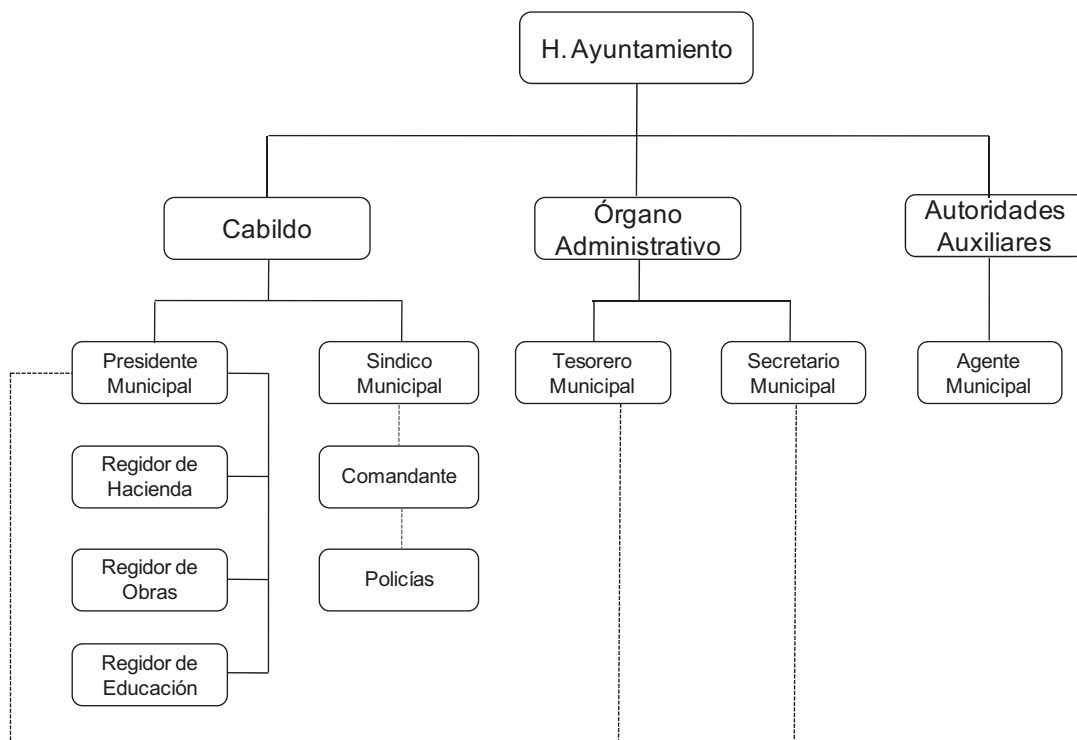 H. Ayuntamiento
Cabildo
Órgano
Administrativo
Autoridades
Auxiliares
Presidente
Municipal
Sindico
Municipal
Tesorero
Municipal
Secretario
Municipal
Agente
Municipal
Regidor de
Hacienda
Comandante
Regidor de
Obras
Policías
Regidor de
Educación